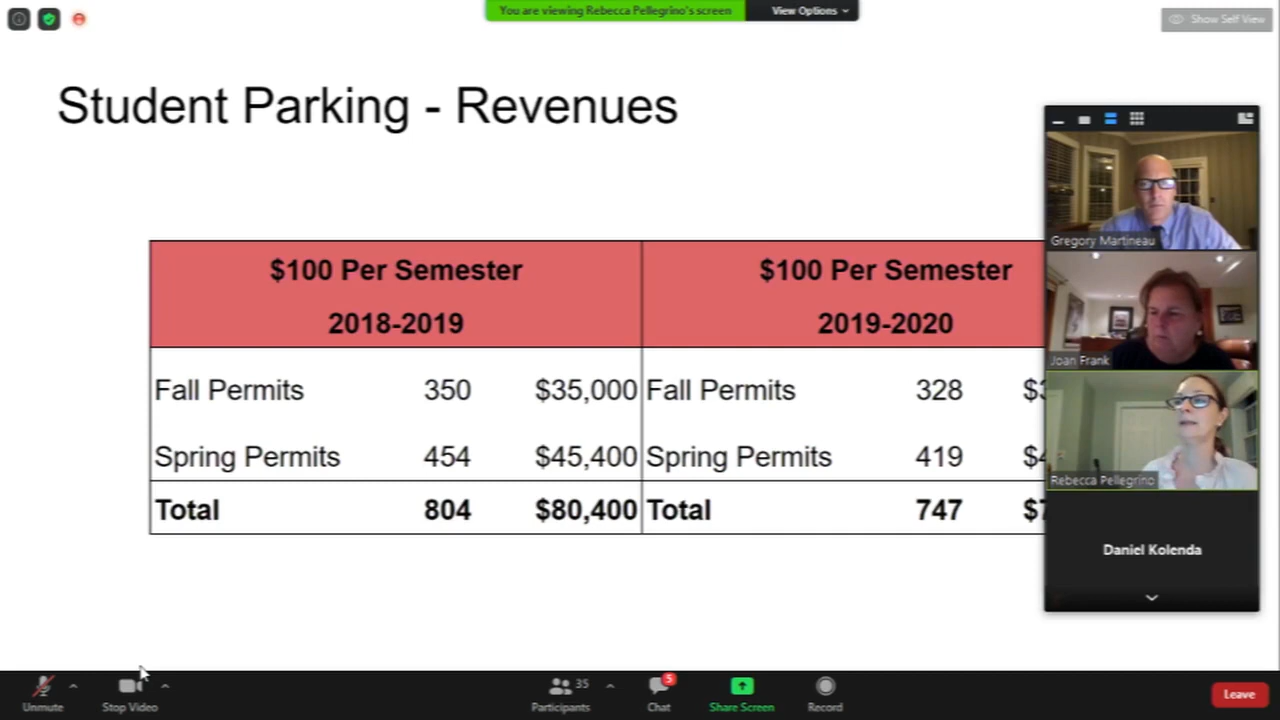 You are viewing Rebecca Pellegrino's screen View Options
Show Self View
Student Parking - Revenues
$100 Per Semester
2018-2019
$100 Per Semester
2019-2020
Fall Permits 350 $35,000 Fall Permits 328
Spring Permits 454 $45,400 Spring Permits 419
Total 804 $80,400 Total 747
Gregory Martineau
Joan Frank
Rebecca Pellegrino
Daniel Kolenda
Unmute
Stop Video
Participants 35
Chat 5
Share Screen
Record
Leave